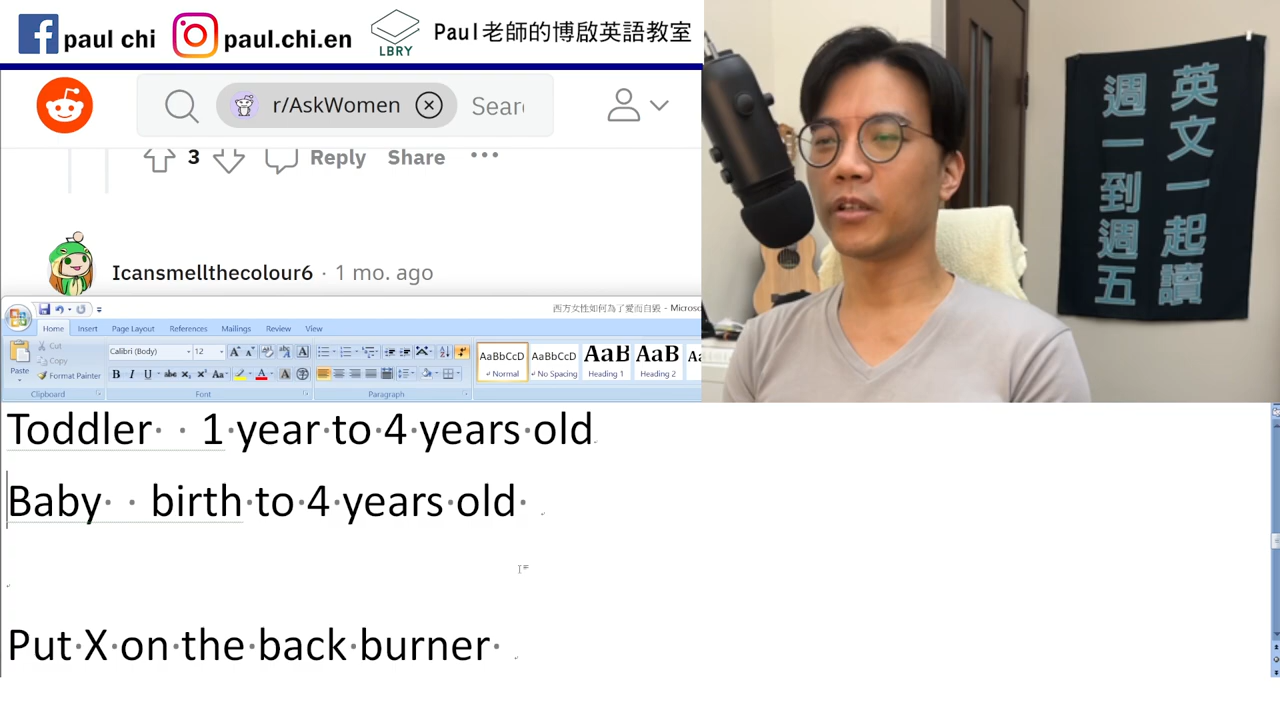 paul chi
paul.chi.en
LBRY
Paul老師的博啟英語教室
r/AskWomen
Sear
3
Reply
Share
Icansmellthecolour6 · 1 mo. ago
西方女性如何為了愛而自毀 - Microso
Home
Insert
Page Layout
References
Mailings
Review
View
Paste
Cut
Copy
Format Painter
Clipboard
Calibri (Body)
12
Font
Paragraph
AaBbCcD
Normal
AaBbCcD
No Spacing
AaB
Heading 1
AaB
Heading 2
Toddler 1 year to 4 years old
Baby birth to 4 years old
Put X on the back burner
英文一起讀
週一到週五